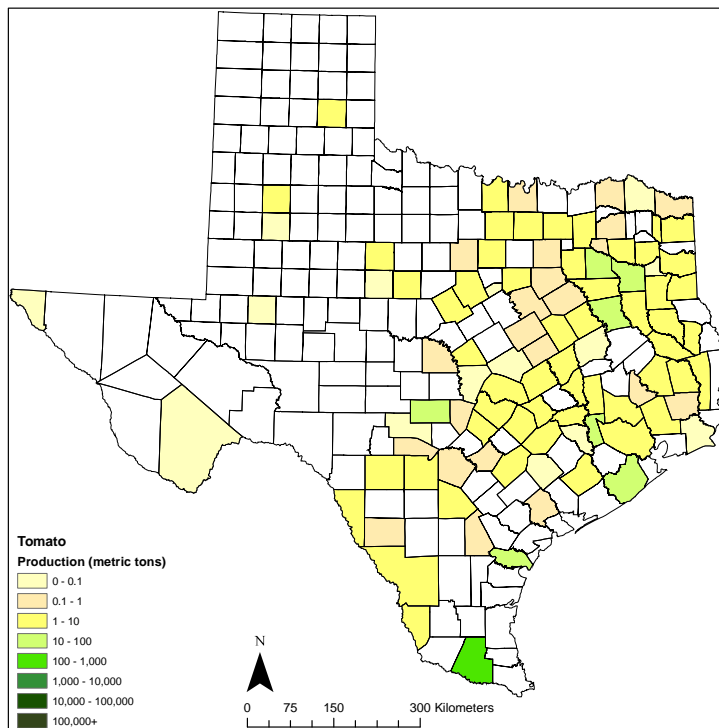 Tomato
Production (metric tons)
0 - 0.1
0.1 - 1
1 - 10
10 - 100
100 - 1,000
1,000 - 10,000
10,000 - 100,000
100,000+
N
0 75 150 300 Kilometers